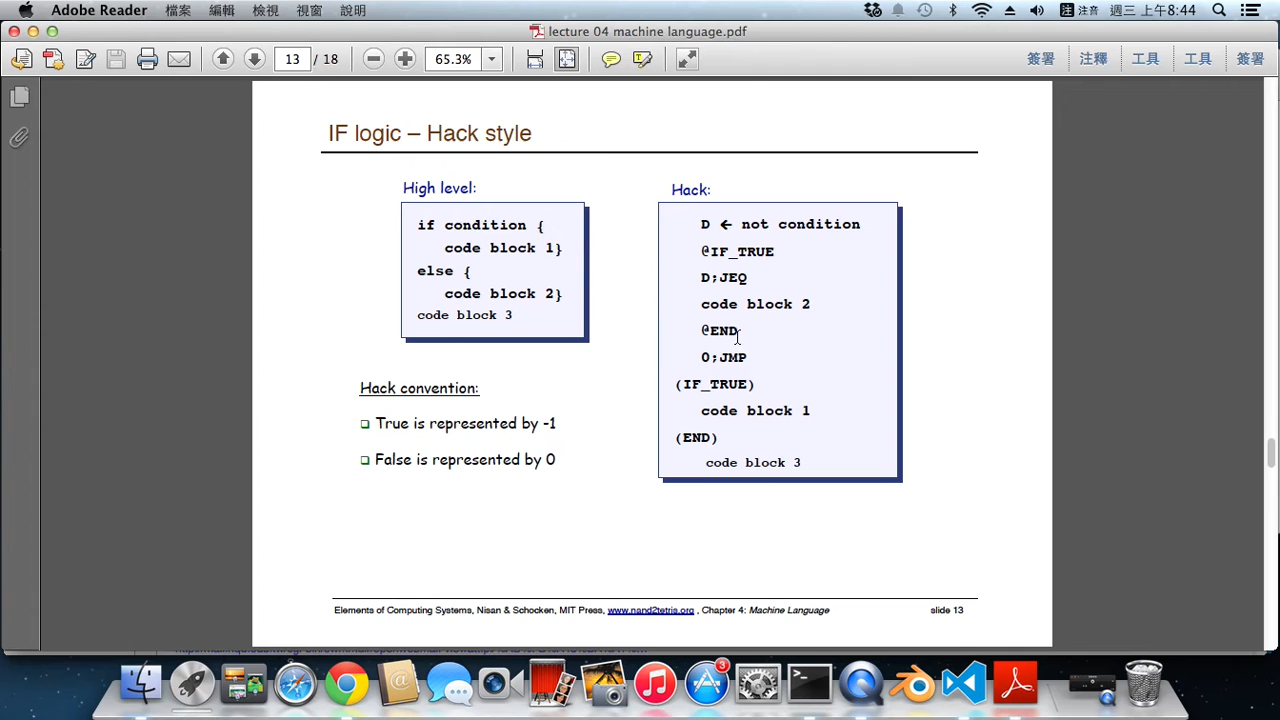 Adobe Reader 檔案 編輯 檢視 視窗 說明 注 注音 週三 上午8:44
lecture 04 machine language.pdf
13 / 18 65.3% 簽署 注釋 工具 工具 簽署
IF logic – Hack style
High level:
if condition {
code block 1}
else {
code block 2}
code block 3
Hack convention:
❑ True is represented by -1
❑ False is represented by 0
Hack:
D ← not condition
@IF_TRUE
D;JEQ
code block 2
@END
0;JMP
(IF_TRUE)
code block 1
(END)
code block 3
Elements of Computing Systems, Nisan & Schocken, MIT Press, www.nand2tetris.org , Chapter 4: Machine Language slide 13
3